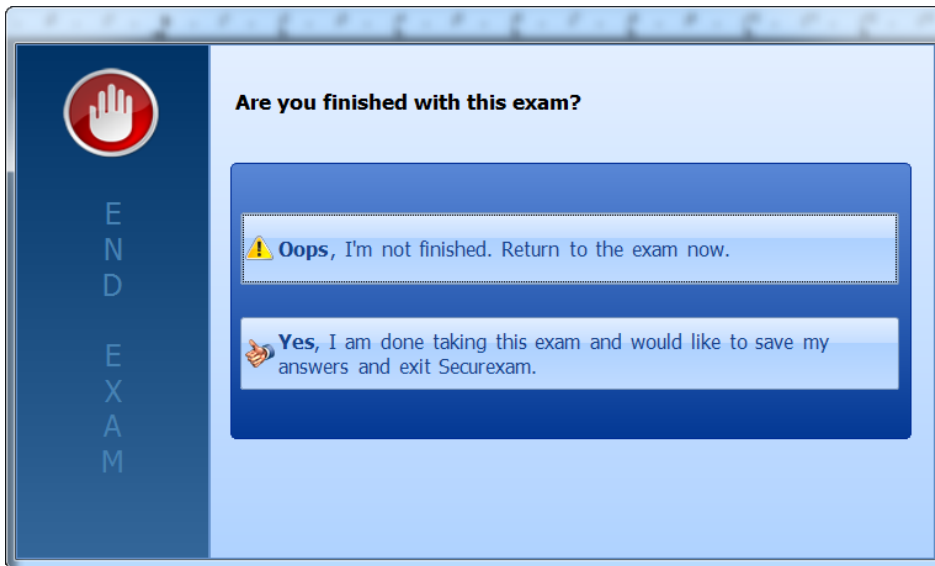 Are you finished with this exam?
END EXAM
Oops, I'm not finished. Return to the exam now.
Yes, I am done taking this exam and would like to save my
answers and exit Securexam.